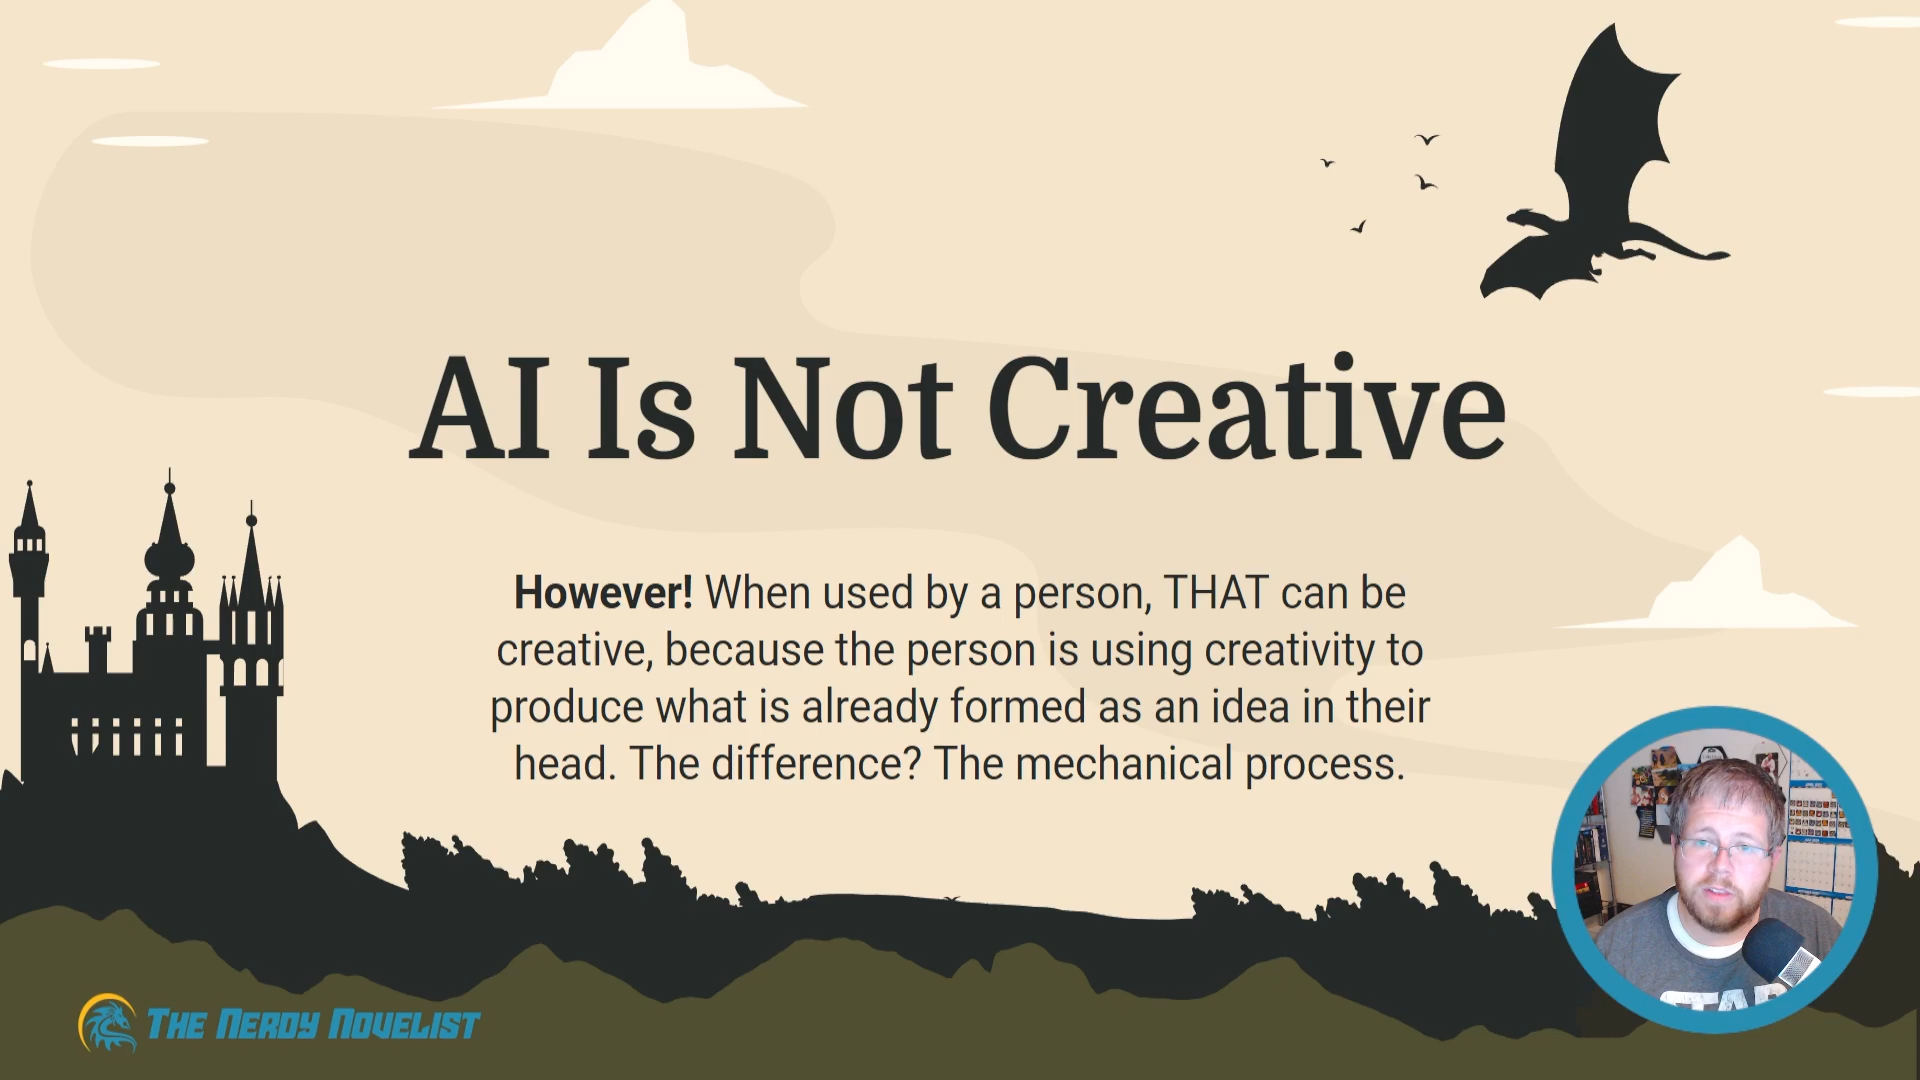 AI Is Not Creative
However! When used by a person, THAT can be
creative, because the person is using creativity to
produce what is already formed as an idea in their
head. The difference? The mechanical process.
THE NERDY NOVELIST